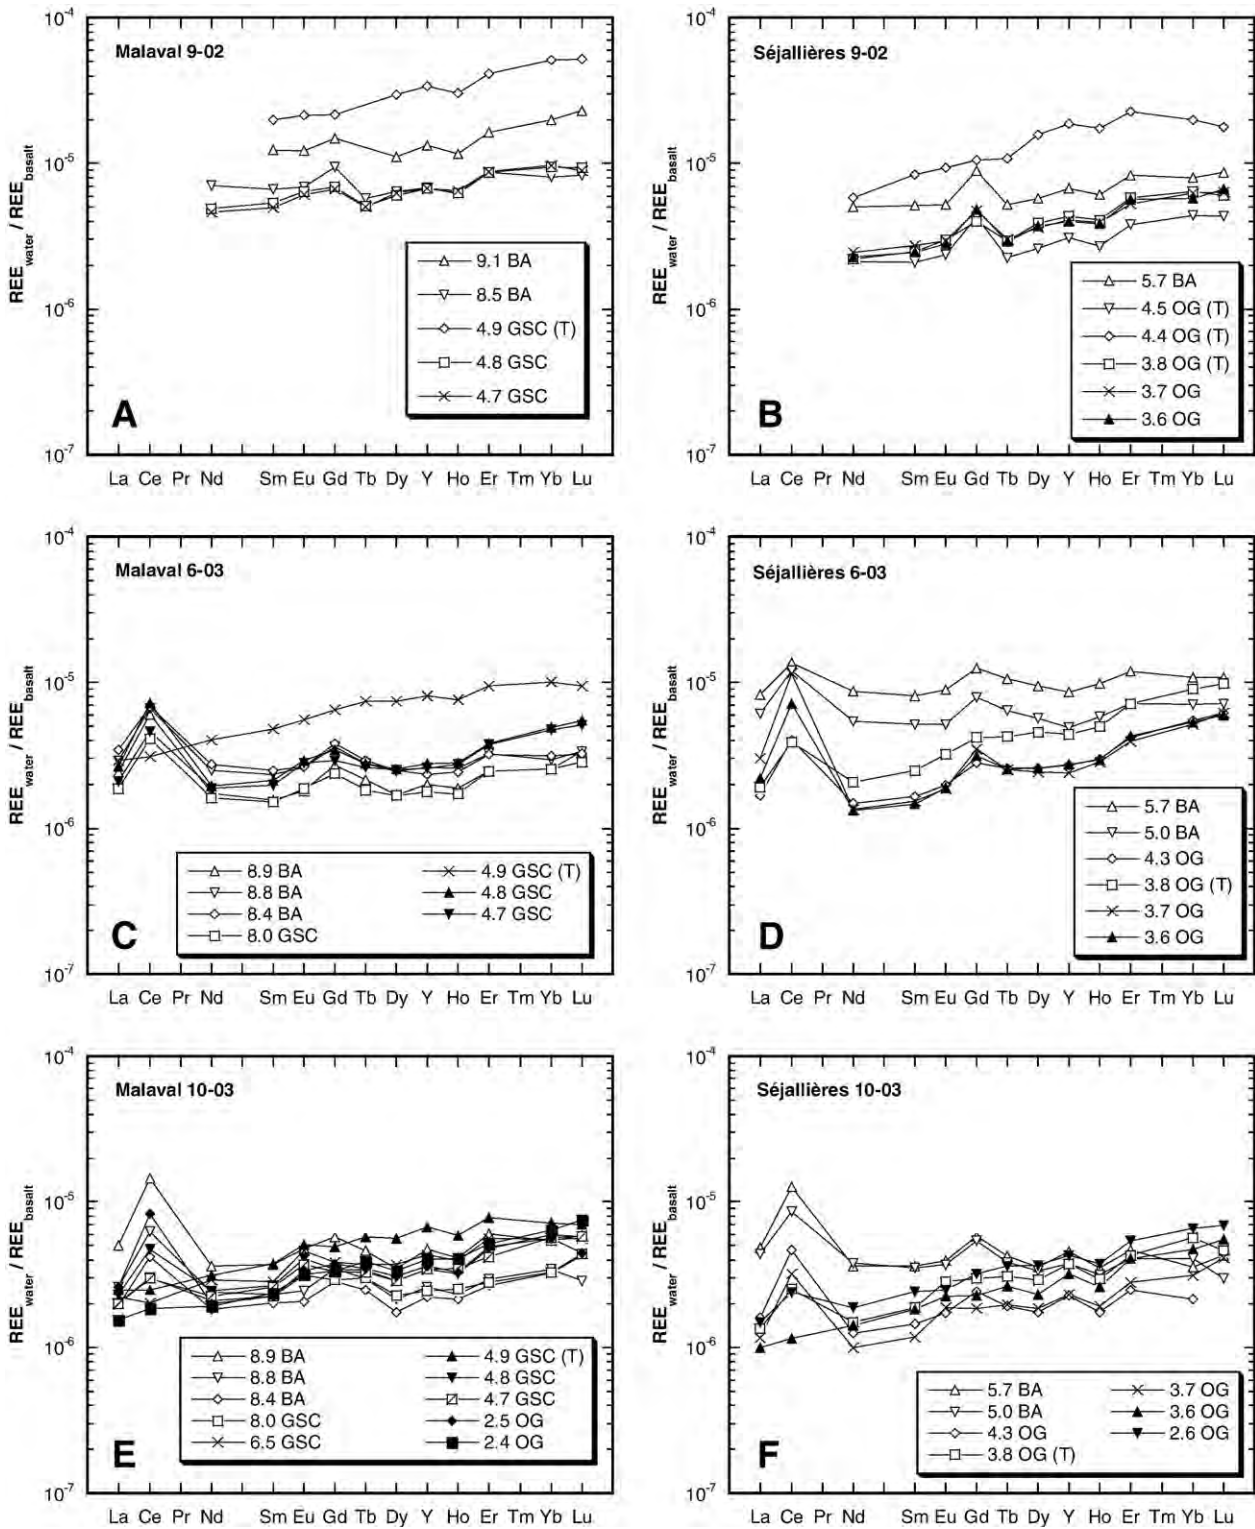 Malaval 9-02
REE_water / REE_basalt
10^-4
10^-5
10^-6
10^-7
9.1 BA
8.5 BA
4.9 GSC (T)
4.8 GSC
4.7 GSC
A
La Ce Pr Nd Sm Eu Gd Tb Dy Y Ho Er Tm Yb Lu
Séjallières 9-02
REE_water / REE_basalt
10^-4
10^-5
10^-6
10^-7
5.7 BA
4.5 OG (T)
4.4 OG (T)
3.8 OG (T)
3.7 OG
3.6 OG
B
La Ce Pr Nd Sm Eu Gd Tb Dy Y Ho Er Tm Yb Lu
Malaval 6-03
REE_water / REE_basalt
10^-4
10^-5
10^-6
10^-7
8.9 BA
8.8 BA
8.4 BA
8.0 GSC
4.9 GSC (T)
4.8 GSC
4.7 GSC
C
La Ce Pr Nd Sm Eu Gd Tb Dy Y Ho Er Tm Yb Lu
Séjallières 6-03
REE_water / REE_basalt
10^-4
10^-5
10^-6
10^-7
5.7 BA
5.0 BA
4.3 OG
3.8 OG (T)
3.7 OG
3.6 OG
D
La Ce Pr Nd Sm Eu Gd Tb Dy Y Ho Er Tm Yb Lu
Malaval 10-03
REE_water / REE_basalt
10^-4
10^-5
10^-6
10^-7
8.9 BA
8.8 BA
8.4 BA
8.0 GSC
6.5 GSC
4.9 GSC (T)
4.8 GSC
4.7 GSC
2.5 OG
2.4 OG
E
La Ce Pr Nd Sm Eu Gd Tb Dy Y Ho Er Tm Yb Lu
Séjallières 10-03
REE_water / REE_basalt
10^-4
10^-5
10^-6
10^-7
5.7 BA
5.0 BA
4.3 OG
3.8 OG (T)
3.7 OG
3.6 OG
2.6 OG
F
La Ce Pr Nd Sm Eu Gd Tb Dy Y Ho Er Tm Yb Lu